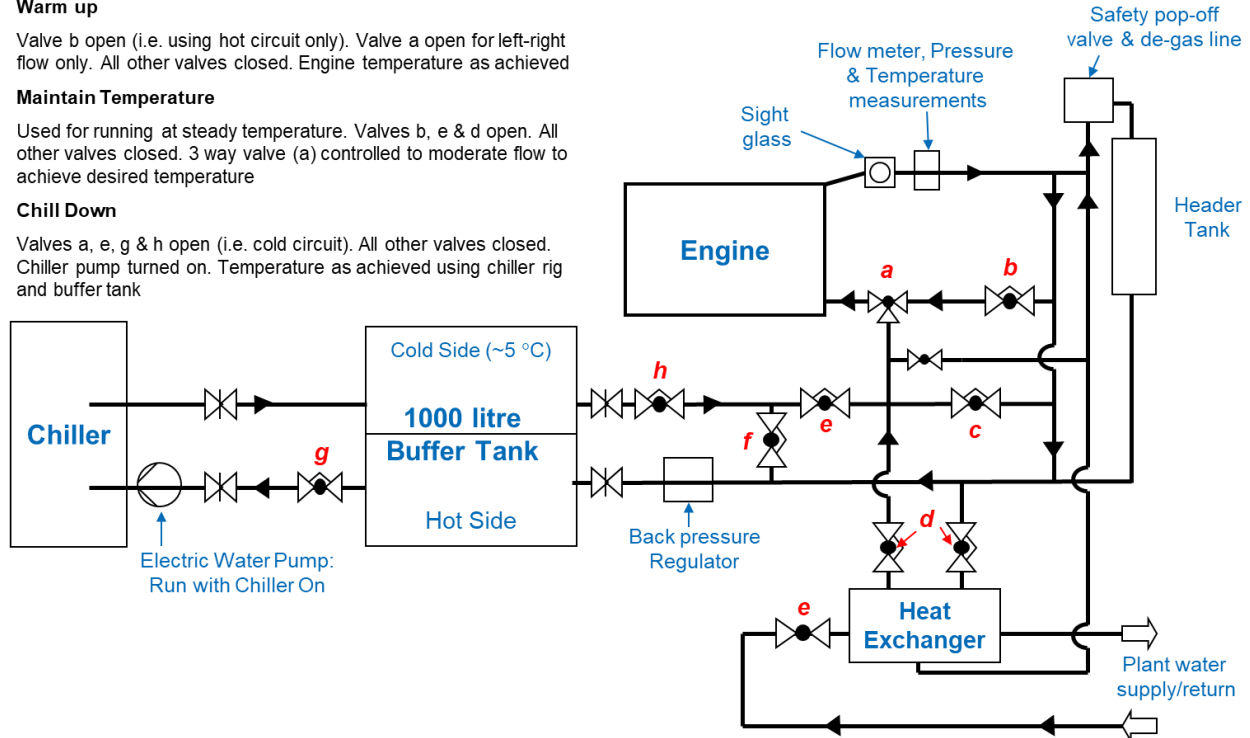 Warm up
Valve b open (i.e. using hot circuit only). Valve a open for left-right
flow only. All other valves closed. Engine temperature as achieved
Maintain Temperature
Used for running at steady temperature. Valves b, e & d open. All
other valves closed. 3 way valve (a) controlled to moderate flow to
achieve desired temperature
Chill Down
Valves a, e, g & h open (i.e. cold circuit). All other valves closed.
Chiller pump turned on. Temperature as achieved using chiller rig
and buffer tank
Safety pop-off
valve & de-gas line
Flow meter, Pressure
& Temperature
measurements
Sight
glass
Header
Tank
Engine
a
b
Chiller
Cold Side (~5 °C)
1000 litre
Buffer Tank
Hot Side
h
e
c
f
g
d
Back pressure
Regulator
Electric Water Pump:
Run with Chiller On
e
Heat
Exchanger
Plant water
supply/return